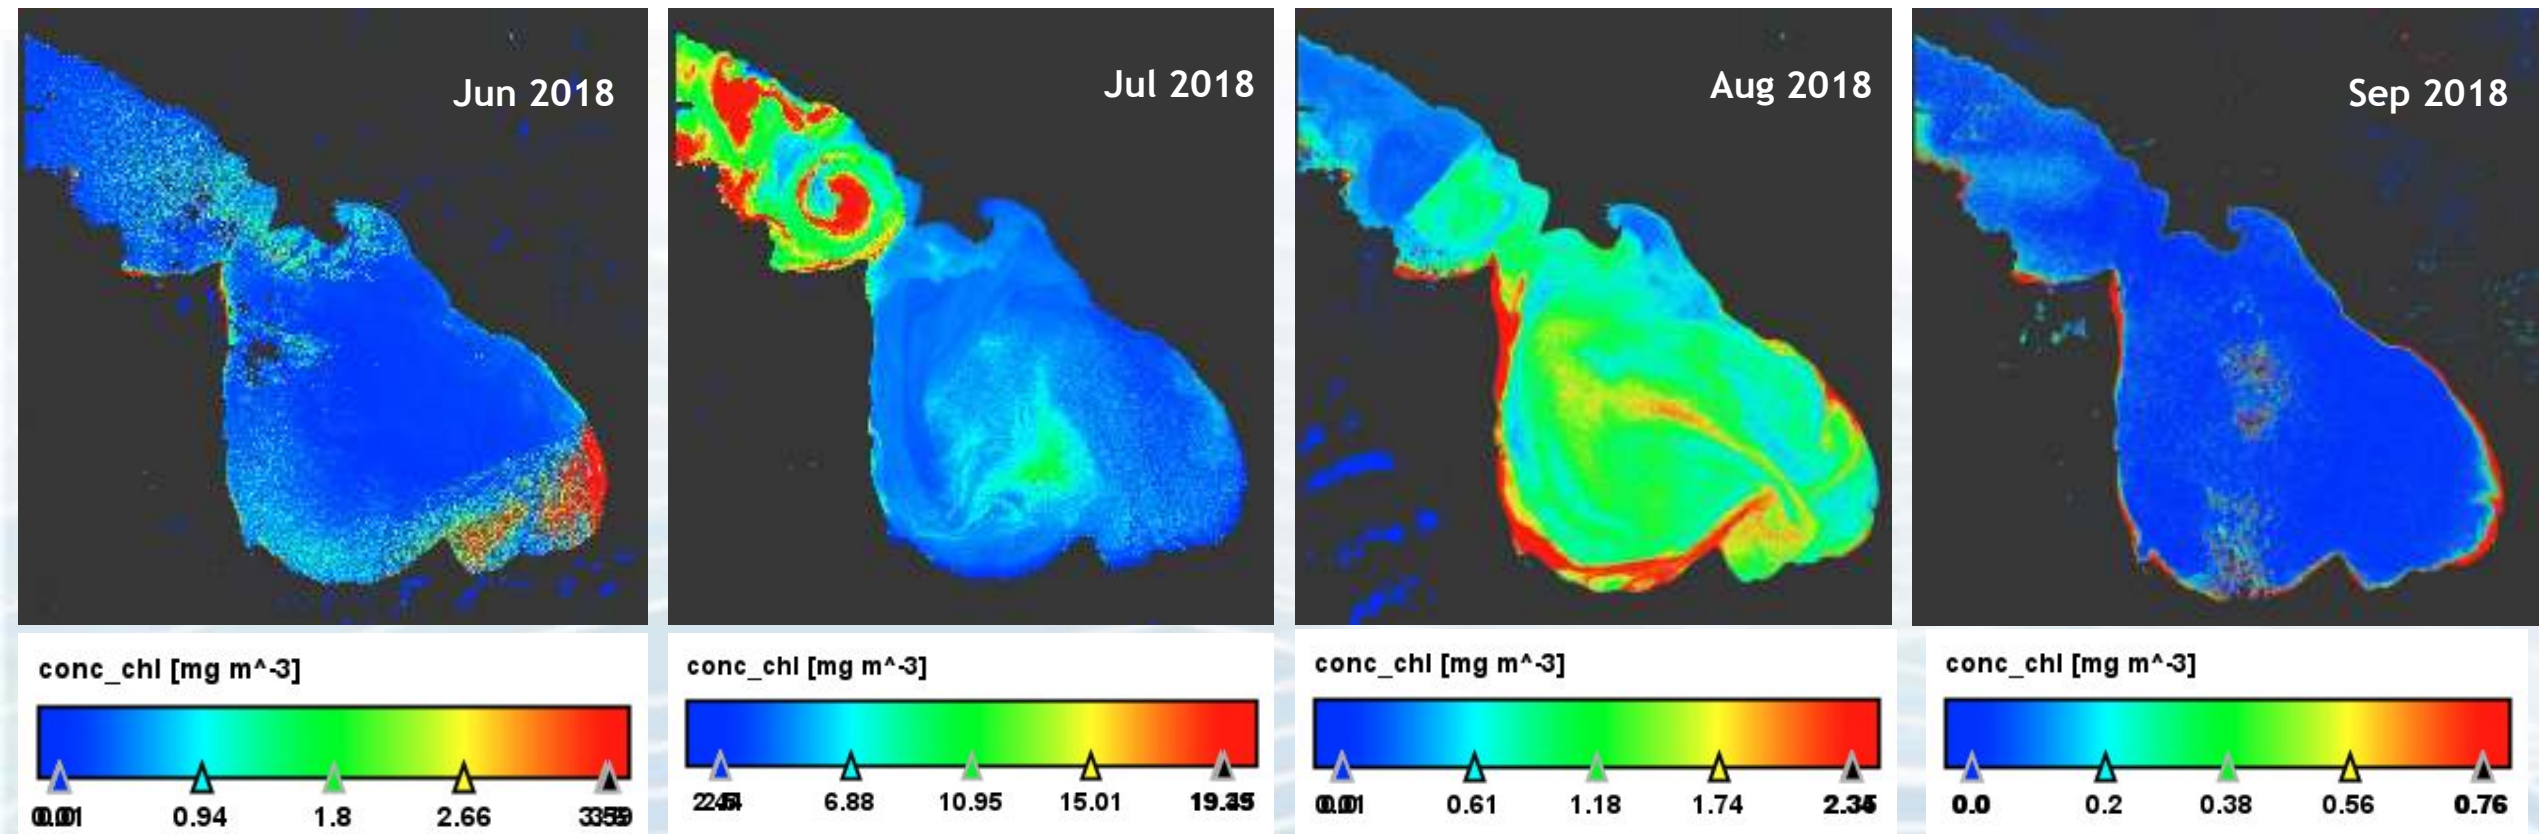 Jun 2018
Jul 2018
Aug 2018
Sep 2018
conc_chl [mg m^-3]
0.94 1.8 2.66
conc_chl [mg m^-3]
6.88 10.95 15.01
conc_chl [mg m^-3]
0.61 1.18 1.74
conc_chl [mg m^-3]
0.0 0.2 0.38 0.56 0.76